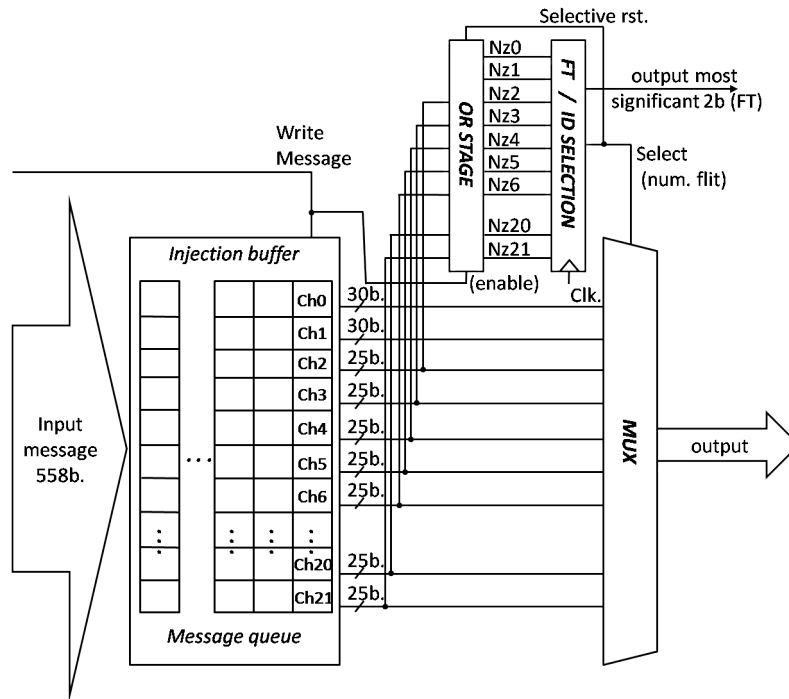 Selective rst.
Nz0
Nz1
Nz2
Nz3
Nz4
Nz5
Nz6
Nz20
Nz21
OR STAGE
FT / ID SELECTION
output most
significant 2b (FT)
Select
(num. flit)
(enable)
Clk.
Write
Message
Injection buffer
Input
message
558b.
...
Ch0
Ch1
Ch2
Ch3
Ch4
Ch5
Ch6
Ch20
Ch21
30b.
30b.
25b.
25b.
25b.
25b.
25b.
25b.
25b.
Message queue
MUX
output